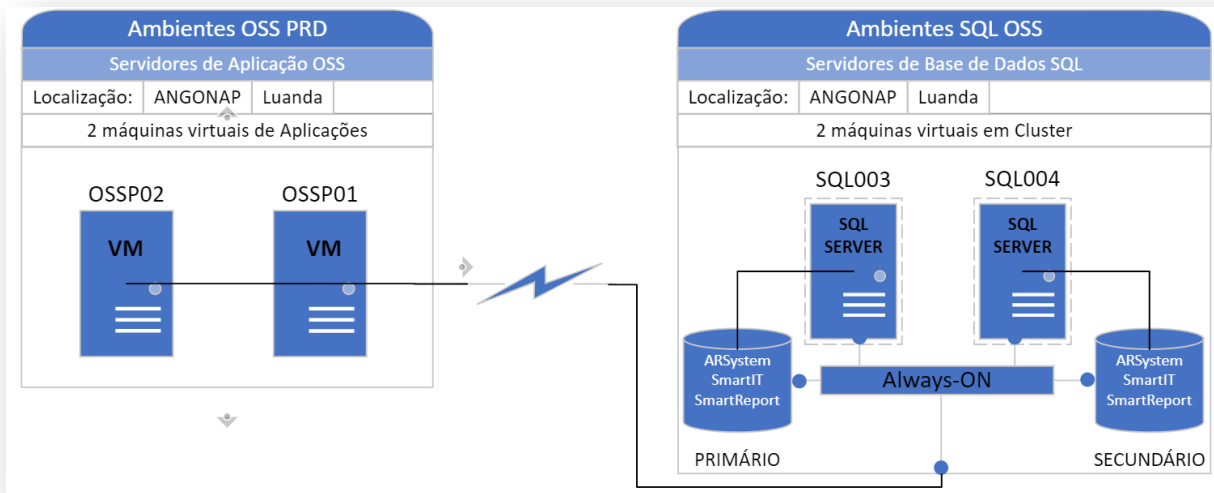 Ambientes OSS PRD
Servidores de Aplicação OSS
Localização: ANGONAP Luanda
2 máquinas virtuais de Aplicações
OSSP02 OSSP01
VM VM
Ambientes SQL OSS
Servidores de Base de Dados SQL
Localização: ANGONAP Luanda
2 máquinas virtuais em Cluster
SQL003 SQL004
SQL SQL
SERVER SERVER
ARSystem ARSystem
SmartIT Always-ON SmartIT
SmartReport SmartReport
PRIMÁRIO SECUNDÁRIO